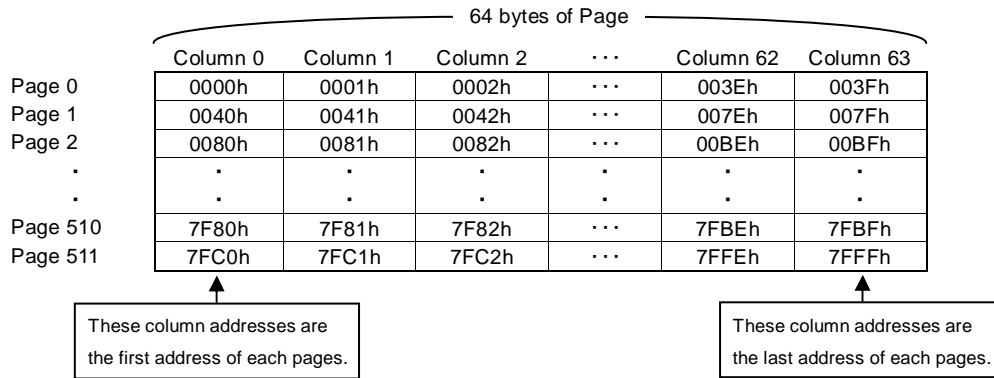 64 bytes of Page
Column 0 Column 1 Column 2 ··· Column 62 Column 63
Page 0 0000h 0001h 0002h ··· 003Eh 003Fh
Page 1 0040h 0041h 0042h ··· 007Eh 007Fh
Page 2 0080h 0081h 0082h ··· 00BEh 00BFh
· · · · · · ·
· · · · · · ·
Page 510 7F80h 7F81h 7F82h ··· 7FBEh 7FBFh
Page 511 7FC0h 7FC1h 7FC2h ··· 7FFEh 7FFFh
These column addresses are
the first address of each pages.
These column addresses are
the last address of each pages.